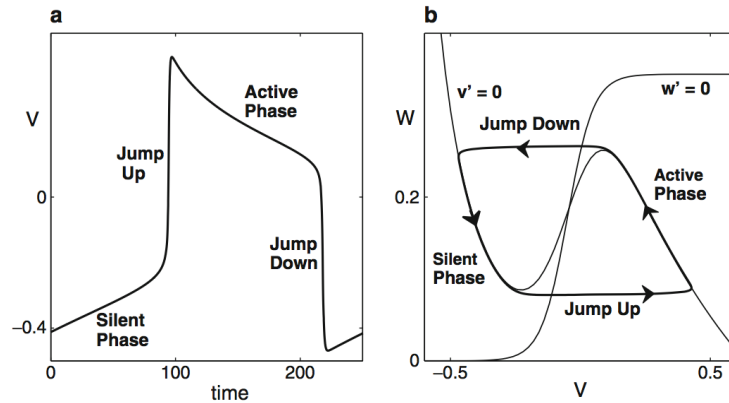 a
V
0
−0.4
Jump
Up
Active
Phase
Silent
Phase
Jump
Down
0
100
200
time
b
W
0.2
0
v' = 0
w' = 0
Jump Down
Active
Phase
Silent
Phase
Jump Up
−0.5
0
0.5
V